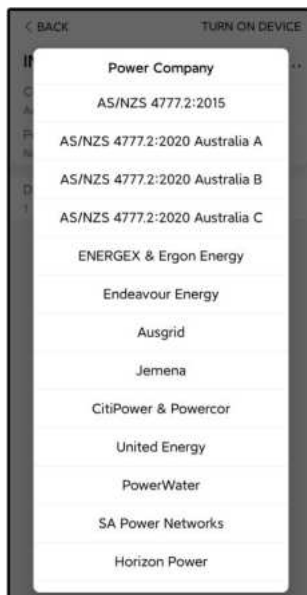 < BACK
TURN ON DEVICE
Power Company
AS/NZS 4777.2:2015
AS/NZS 4777.2:2020 Australia A
AS/NZS 4777.2:2020 Australia B
AS/NZS 4777.2:2020 Australia C
ENERGEX & Ergon Energy
Endeavour Energy
Ausgrid
Jemena
CitiPower & Powercor
United Energy
PowerWater
SA Power Networks
Horizon Power